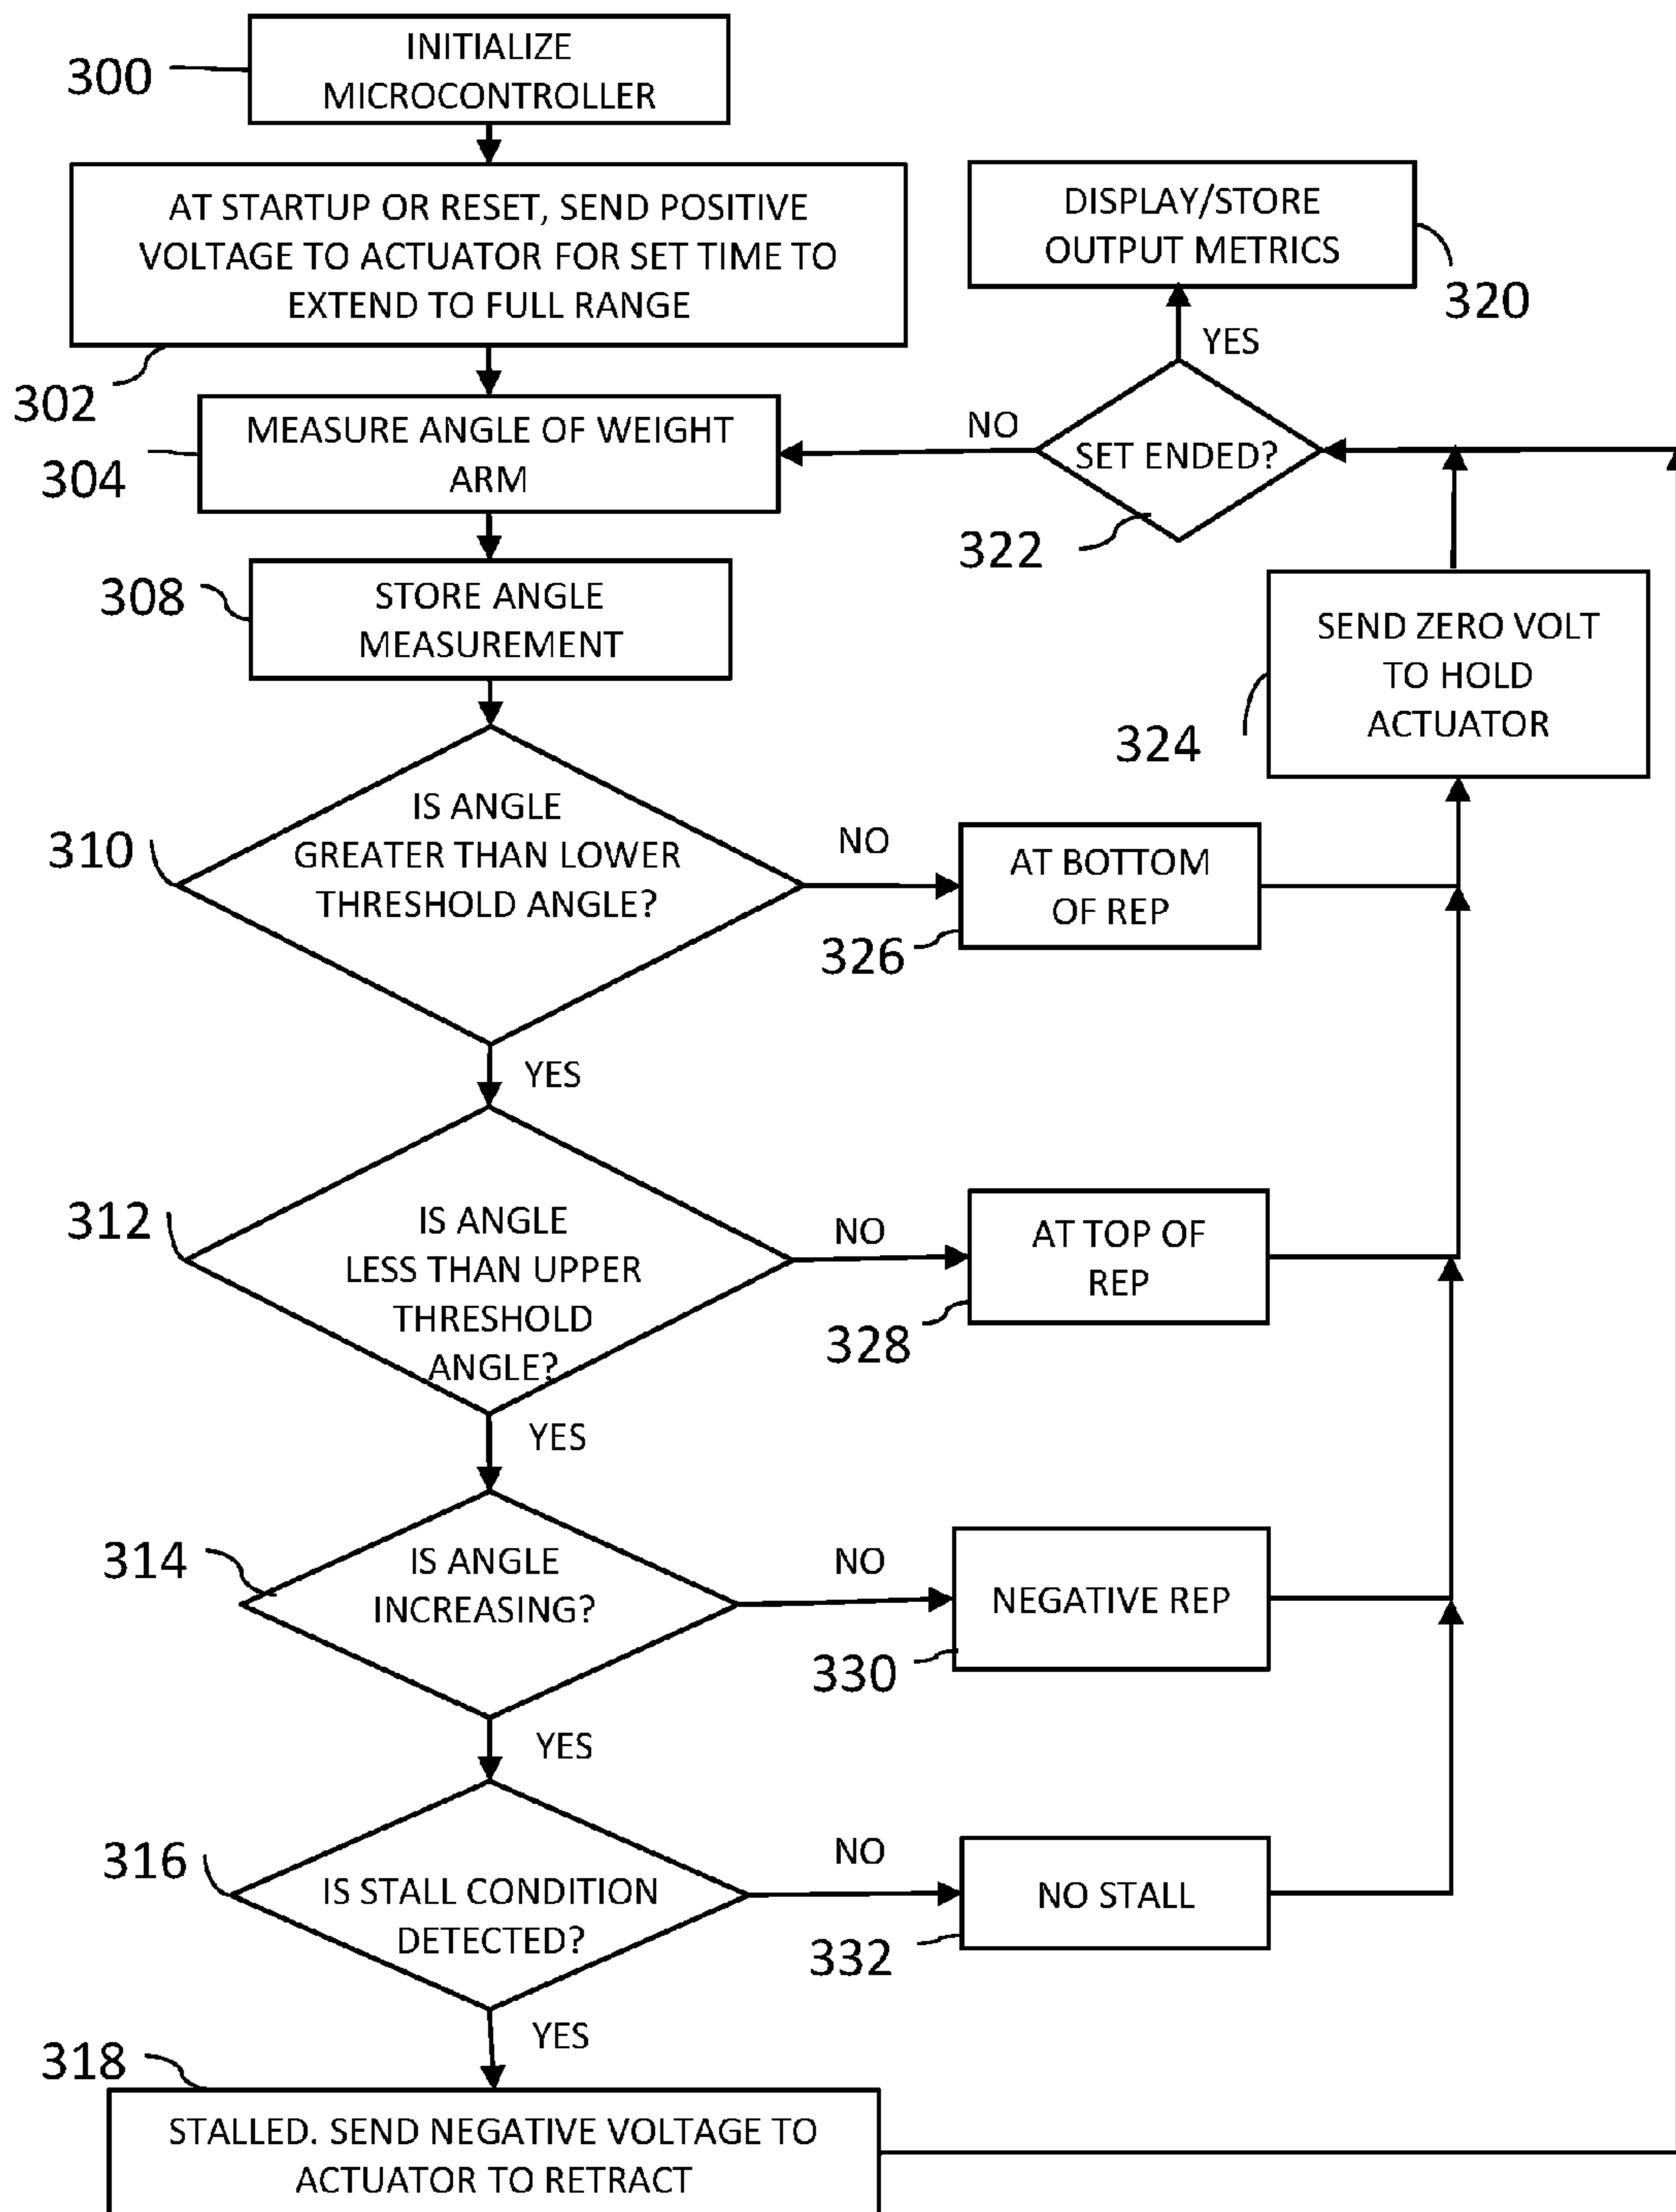 300
INITIALIZE
MICROCONTROLLER
AT STARTUP OR RESET, SEND POSITIVE
VOLTAGE TO ACTUATOR FOR SET TIME TO
EXTEND TO FULL RANGE
302
DISPLAY/STORE
OUTPUT METRICS
320
YES
304
MEASURE ANGLE OF WEIGHT
ARM
NO
SET ENDED?
322
308
STORE ANGLE
MEASUREMENT
SEND ZERO VOLT
TO HOLD
ACTUATOR
324
310
IS ANGLE
GREATER THAN LOWER
THRESHOLD ANGLE?
NO
AT BOTTOM
OF REP
326
YES
312
IS ANGLE
LESS THAN UPPER
THRESHOLD
ANGLE?
NO
AT TOP OF
REP
328
YES
314
IS ANGLE
INCREASING?
NO
NEGATIVE REP
330
YES
316
IS STALL CONDITION
DETECTED?
NO
NO STALL
332
YES
318
STALLED. SEND NEGATIVE VOLTAGE TO
ACTUATOR TO RETRACT